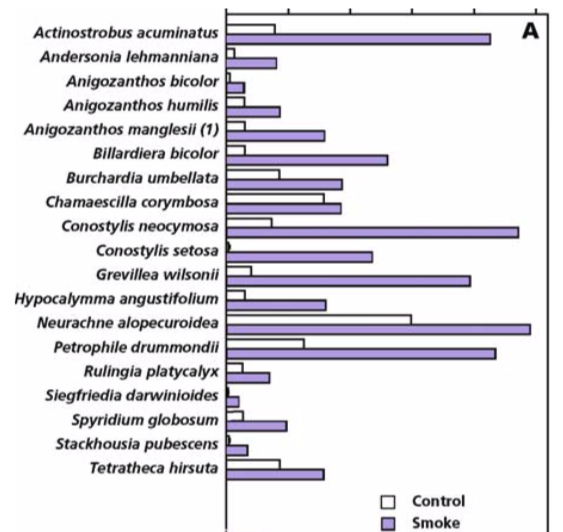 A
Actinostrobus acuminatus
Andersonia lehmanniana
Anigozanthos bicolor
Anigozanthos humilis
Anigozanthos manglesii (1)
Billardiera bicolor
Burchardia umbellata
Chamaescilla corymbosa
Conostylis neocymosa
Conostylis setosa
Grevillea wilsonii
Hypocalymma angustifolium
Neurachne alopecuroidea
Petrophile drummondii
Rulingia platycalyx
Siegfriedia darwinioides
Spyridium globosum
Stackhousia pubescens
Tetratheca hirsuta
Control
Smoke